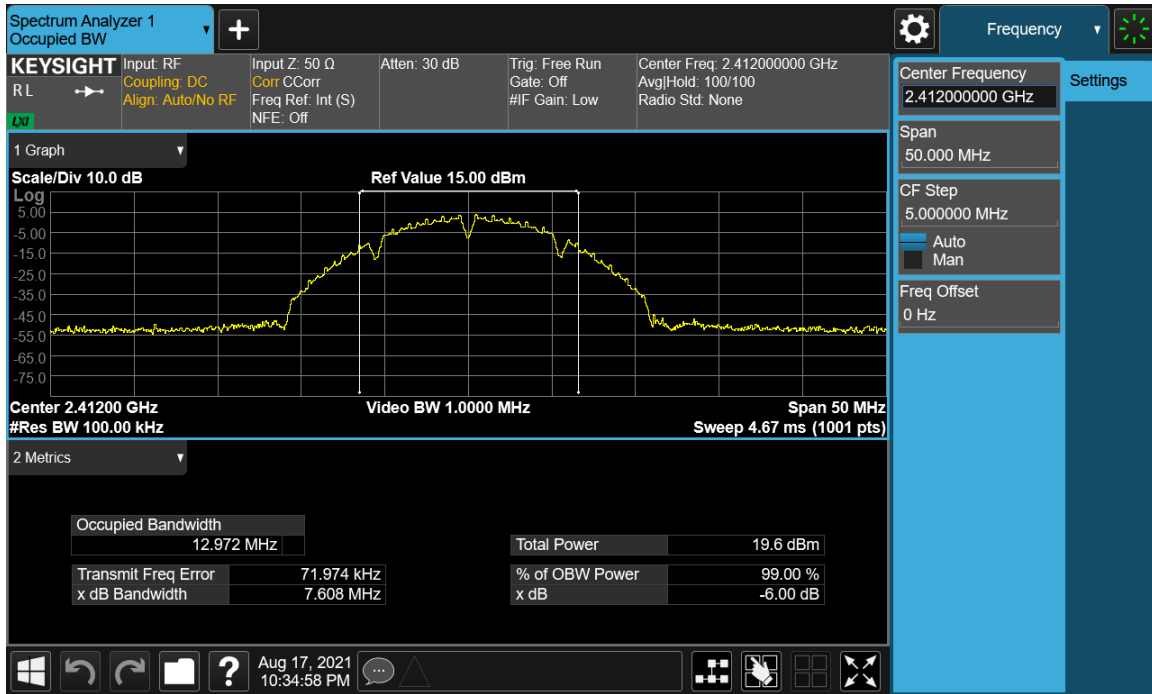 Spectrum Analyzer 1
Occupied BW
Frequency
KEYSIGHT
R L
LXI
Input: RF
Coupling: DC
Align: Auto/No RF
Input Z: 50 Ω
Corr CCorr
Freq Ref: Int (S)
NFE: Off
Atten: 30 dB
Trig: Free Run
Gate: Off
#IF Gain: Low
Center Freq: 2.412000000 GHz
Avg|Hold: 100/100
Radio Std: None
Center Frequency
2.412000000 GHz
Settings
Span
50.000 MHz
CF Step
5.000000 MHz
Auto
Man
Freq Offset
0 Hz
1 Graph
Scale/Div 10.0 dB
Ref Value 15.00 dBm
Log
5.00
-5.00
-15.0
-25.0
-35.0
-45.0
-55.0
-65.0
-75.0
Center 2.41200 GHz
Video BW 1.0000 MHz
Span 50 MHz
#Res BW 100.00 kHz
Sweep 4.67 ms (1001 pts)
2 Metrics
Occupied Bandwidth
12.972 MHz
Total Power 19.6 dBm
Transmit Freq Error 71.974 kHz
% of OBW Power 99.00 %
x dB Bandwidth 7.608 MHz
x dB -6.00 dB
?
Aug 17, 2021
10:34:58 PM